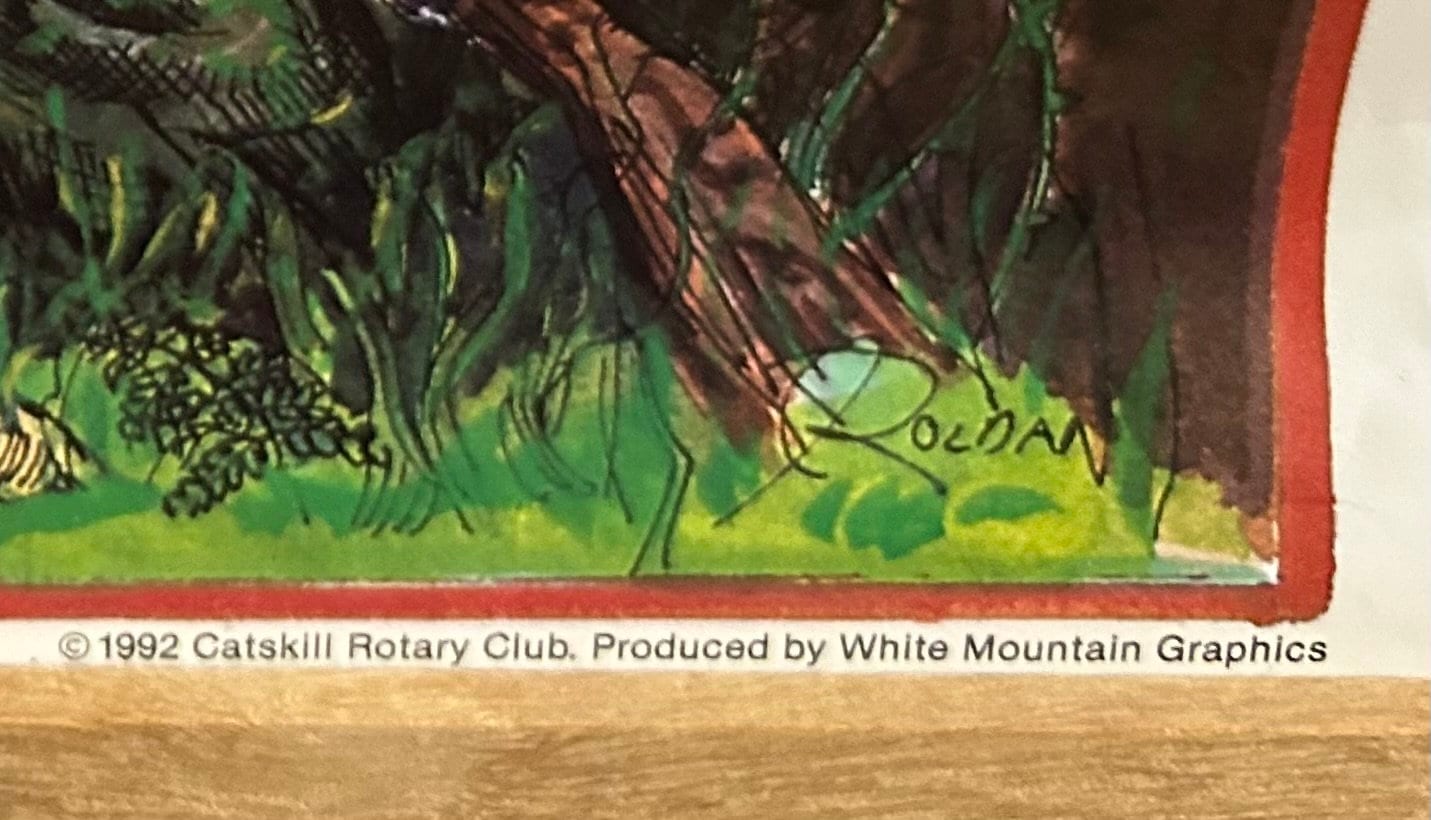 ROLDAN
© 1992 Catskill Rotary Club. Produced by White Mountain Graphics